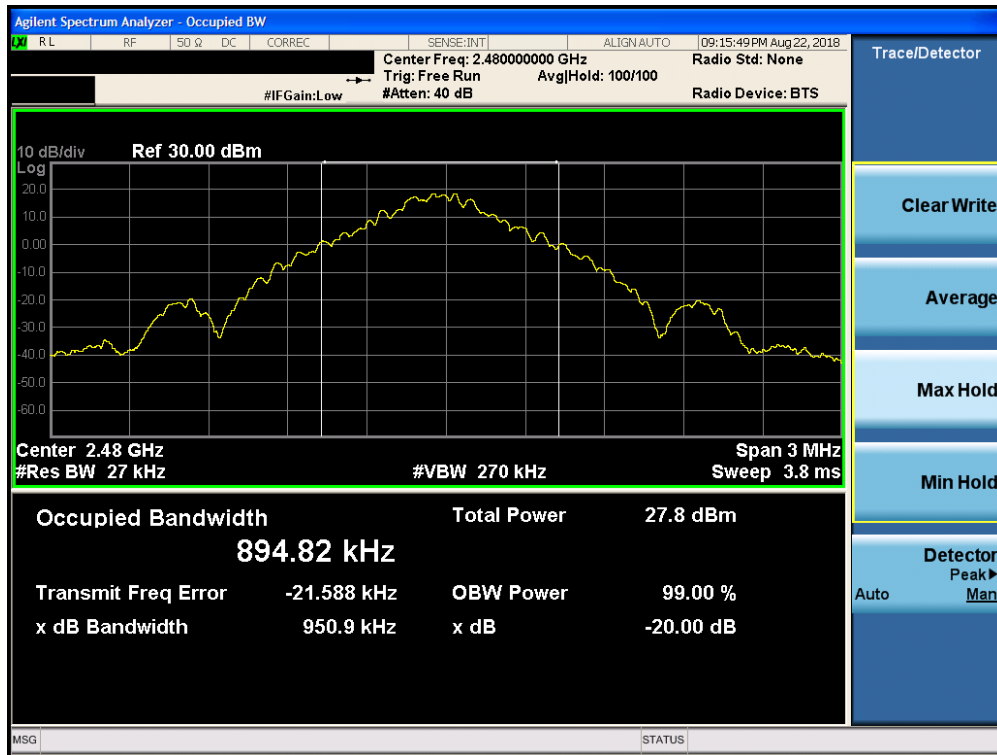 Agilent Spectrum Analyzer - Occupied BW
LXI RL RF 50 Ω DC CORREC SENSE:INT ALIGN AUTO 09:15:49 PM Aug 22, 2018
Center Freq: 2.480000000 GHz Radio Std: None
Trig: Free Run Avg|Hold: 100/100
#IFGain:Low #Atten: 40 dB Radio Device: BTS
Trace/Detector
10 dB/div Ref 30.00 dBm
Log
20.0
10.0
0.00
-10.0
-20.0
-30.0
-40.0
-50.0
-60.0
Center 2.48 GHz Span 3 MHz
#Res BW 27 kHz #VBW 270 kHz Sweep 3.8 ms
Occupied Bandwidth Total Power 27.8 dBm
894.82 kHz
Transmit Freq Error -21.588 kHz OBW Power 99.00 %
x dB Bandwidth 950.9 kHz x dB -20.00 dB
Clear Write
Average
Max Hold
Min Hold
Detector
Peak▶
Auto Man
MSG STATUS